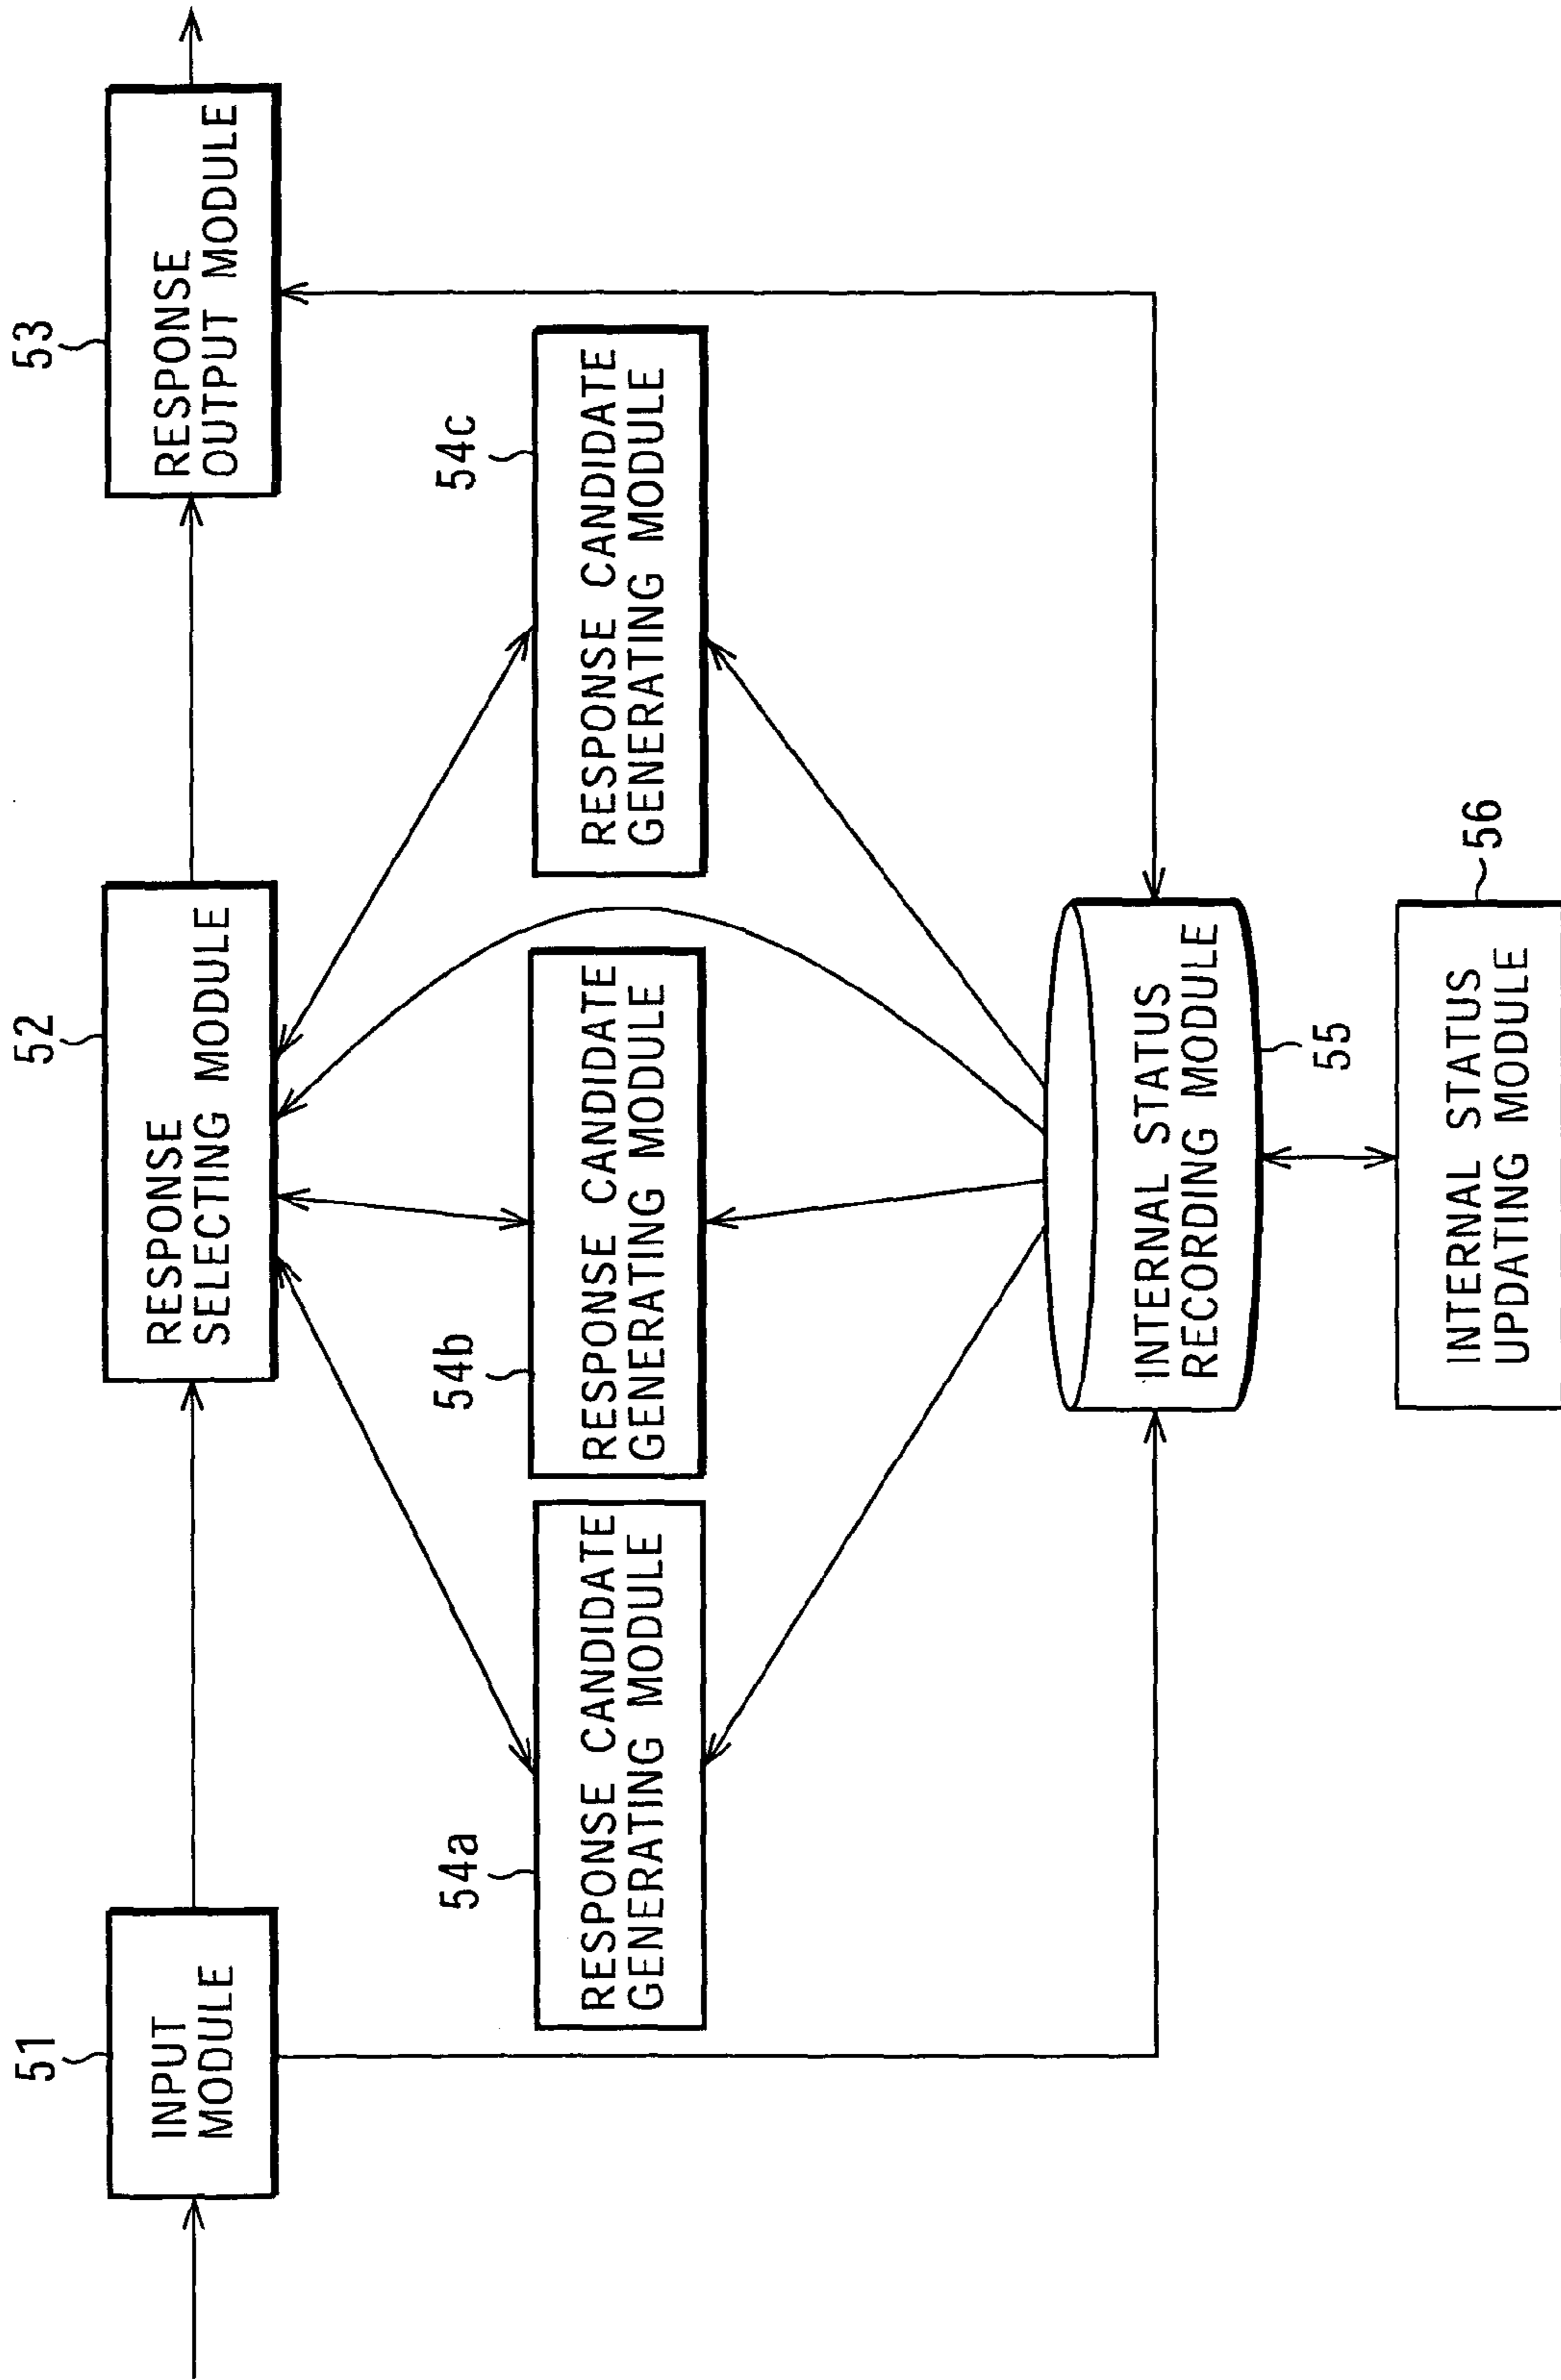 51
INPUT
MODULE
52
RESPONSE
SELECTING MODULE
53
RESPONSE
OUTPUT MODULE
54a
RESPONSE CANDIDATE
GENERATING MODULE
54b
RESPONSE CANDIDATE
GENERATING MODULE
54c
RESPONSE CANDIDATE
GENERATING MODULE
INTERNAL STATUS
RECORDING MODULE
55
INTERNAL STATUS
UPDATING MODULE
56